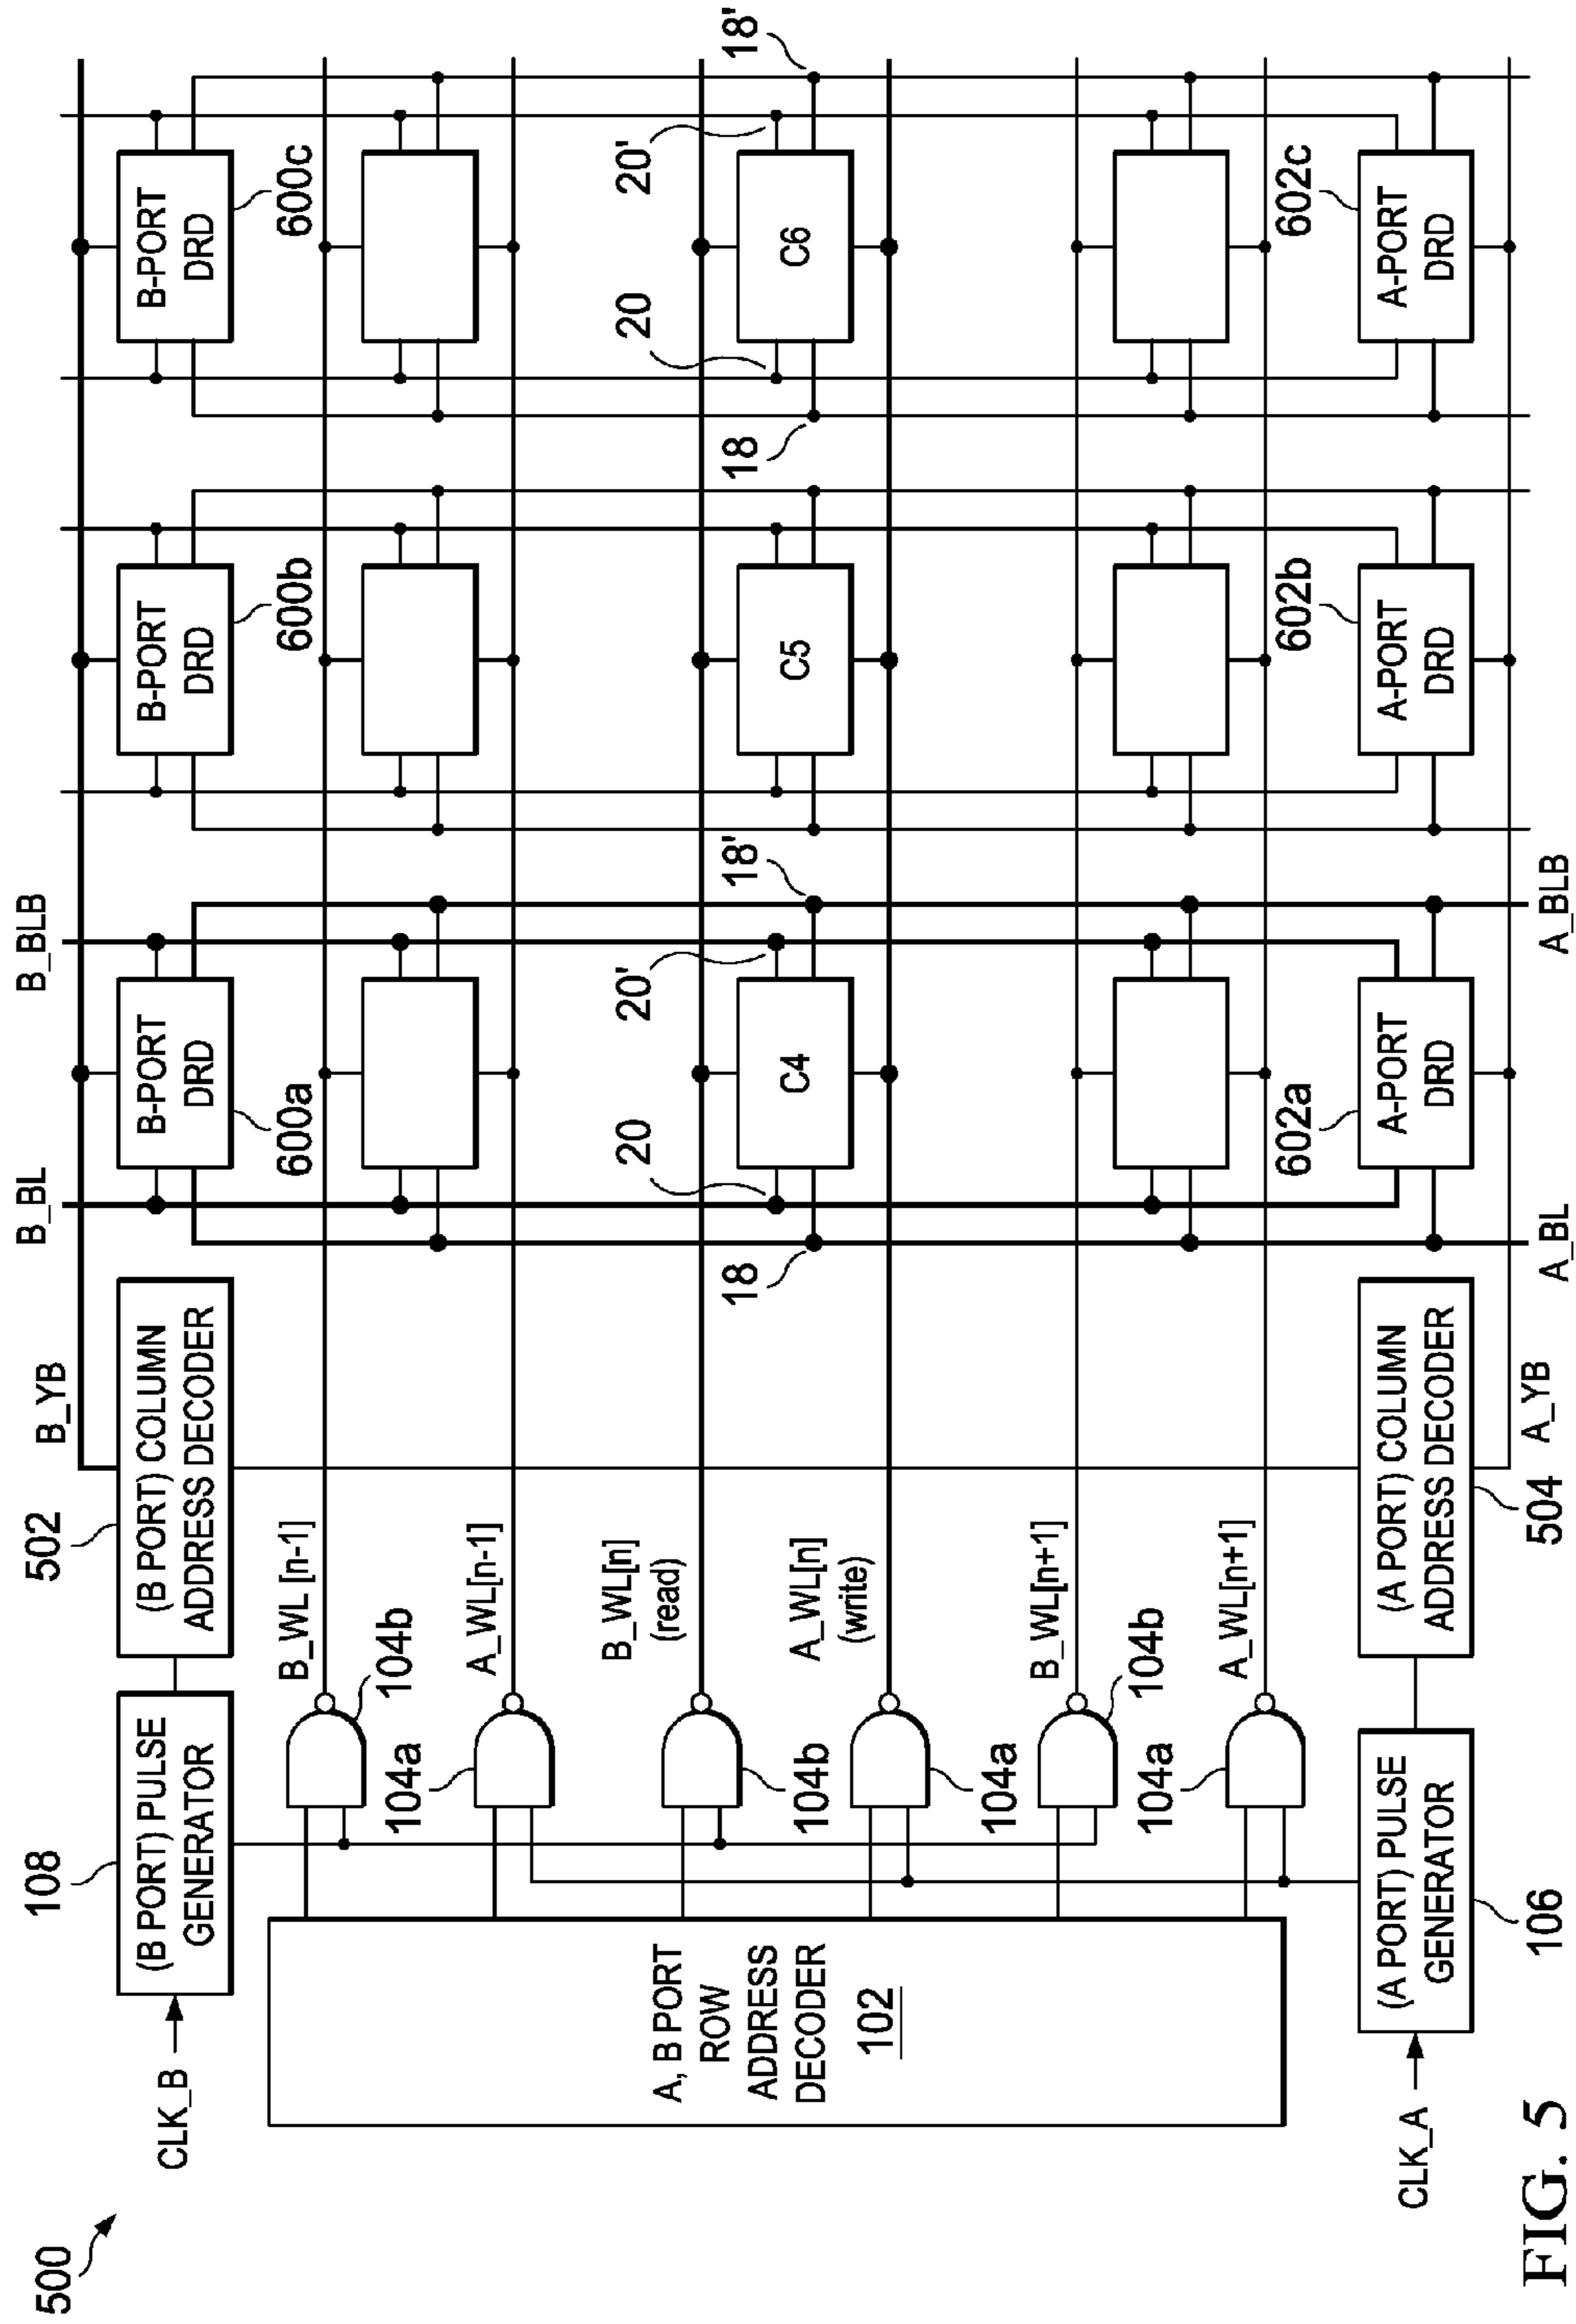 500
CLK_B
108
(B PORT) PULSE
GENERATOR
502
(B PORT) COLUMN
ADDRESS DECODER
B_YB
B_BL
B_BLB
B-PORT
DRD
600a
B-PORT
DRD
600b
B-PORT
DRD
600c
B_WL [n-1]
104b
A_WL[n-1]
104a
A, B PORT
ROW
ADDRESS
DECODER
102
B_WL[n]
(read)
104b
20
20'
20
20'
C4
C5
C6
A_WL[n]
(write)
104a
18
18'
18
18'
B_WL[n+1]
104b
A_WL[n+1]
104a
602a
602b
602c
A-PORT
DRD
A-PORT
DRD
A-PORT
DRD
CLK_A
(A PORT) PULSE
GENERATOR
106
(A PORT) COLUMN
ADDRESS DECODER
504
A_YB
A_BL
A_BLB
FIG. 5